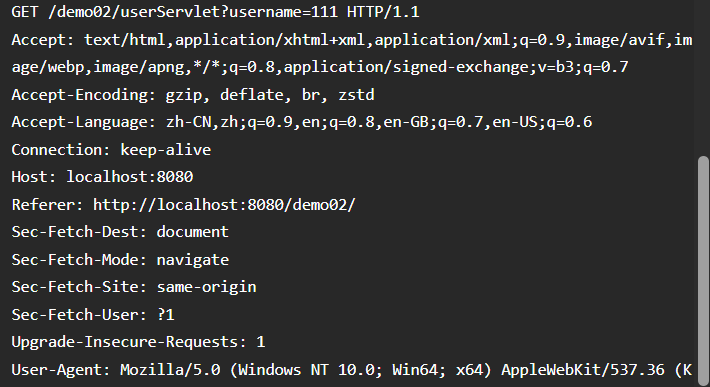 GET /demo02/userServlet?username=111 HTTP/1.1
Accept: text/html,application/xhtml+xml,application/xml;q=0.9,image/avif,im
age/webp,image/apng,*/*;q=0.8,application/signed-exchange;v=b3;q=0.7
Accept-Encoding: gzip, deflate, br, zstd
Accept-Language: zh-CN,zh;q=0.9,en;q=0.8,en-GB;q=0.7,en-US;q=0.6
Connection: keep-alive
Host: localhost:8080
Referer: http://localhost:8080/demo02/
Sec-Fetch-Dest: document
Sec-Fetch-Mode: navigate
Sec-Fetch-Site: same-origin
Sec-Fetch-User: ?1
Upgrade-Insecure-Requests: 1
User-Agent: Mozilla/5.0 (Windows NT 10.0; Win64; x64) AppleWebKit/537.36 (K